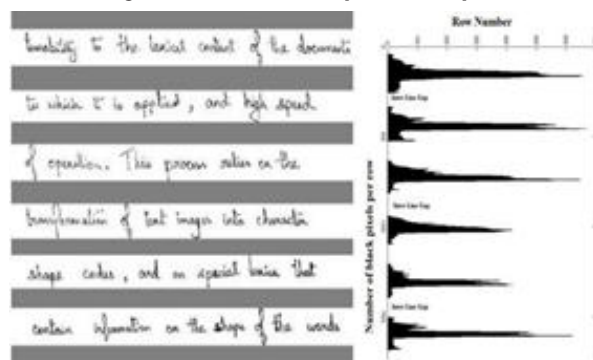 to the lexical content of the documents
to which it is applied, and high speed
of operation. This process relies on the
transformation of text images into character
shape codes, and on special lexica that
contain information on the shape of the words
Row Number
Inter Line Gap
Inter Line Gap
Inter Line Gap
Number of black pixels per row